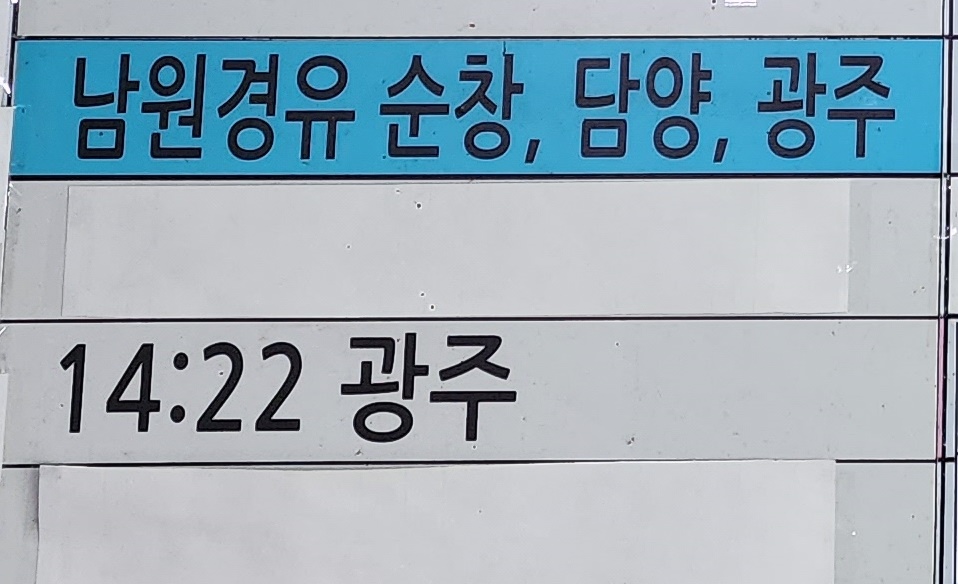 남원경유 순창, 담양, 광주
14:22 광주